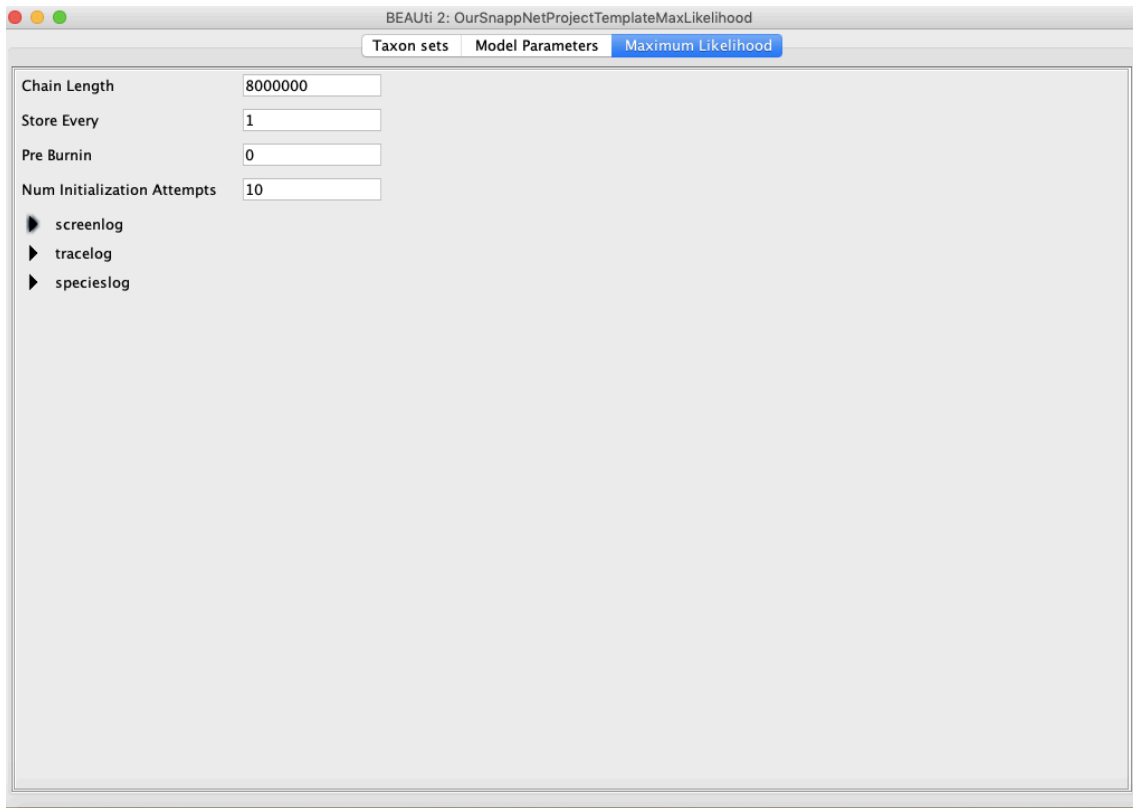 BEAUti 2: OurSnappNetProjectTemplateMaxLikelihood
Taxon sets Model Parameters Maximum Likelihood
Chain Length 8000000
Store Every 1
Pre Burnin 0
Num Initialization Attempts 10
screenlog
tracelog
specieslog